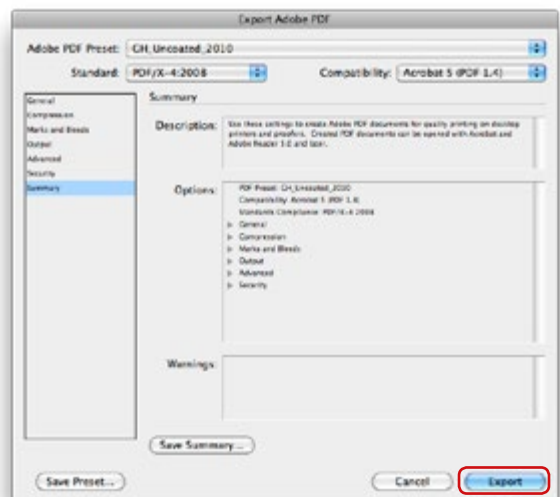 Export Adobe PDF
Adobe PDF Preset: GH_Uncoated_2010
Standard: PDF/X-4:2008 Compatibility: Acrobat 5 (PDF 1.4)
General
Compression
Marks and Bleeds
Output
Advanced
Security
Summary
Summary
Description: Use these settings to create Adobe PDF documents for quality printing on desktop
printers and proofers. Created PDF documents can be opened with Acrobat and
Adobe Reader 5.0 and later.
Options: PDF Preset: GH_Uncoated_2010
Compatibility: Acrobat 5 (PDF 1.4)
Standards Compliance: PDF/X-4:2008
General
Compression
Marks and Bleeds
Output
Advanced
Security
Warnings:
Save Summary...
Save Preset... Cancel Export